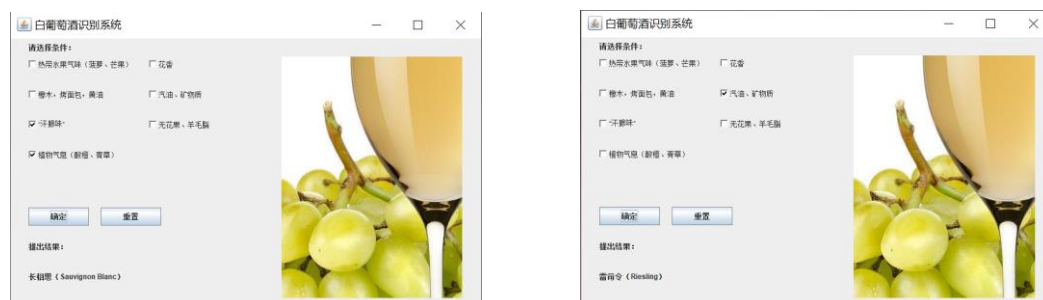 白葡萄酒识别系统
请选择条件：
热带水果气味（菠萝、芒果） 花香
橡木，烤面包，黄油 汽油、矿物质
“汗腺味” 无花果、羊毛脂
植物气息（酸橙、青草）
确定 重置
推出结果：
长相思（Sauvignon Blanc）
白葡萄酒识别系统
请选择条件：
热带水果气味（菠萝、芒果） 花香
橡木，烤面包，黄油 汽油、矿物质
“汗腺味” 无花果、羊毛脂
植物气息（酸橙、青草）
确定 重置
推出结果：
雷司令（Riesling）